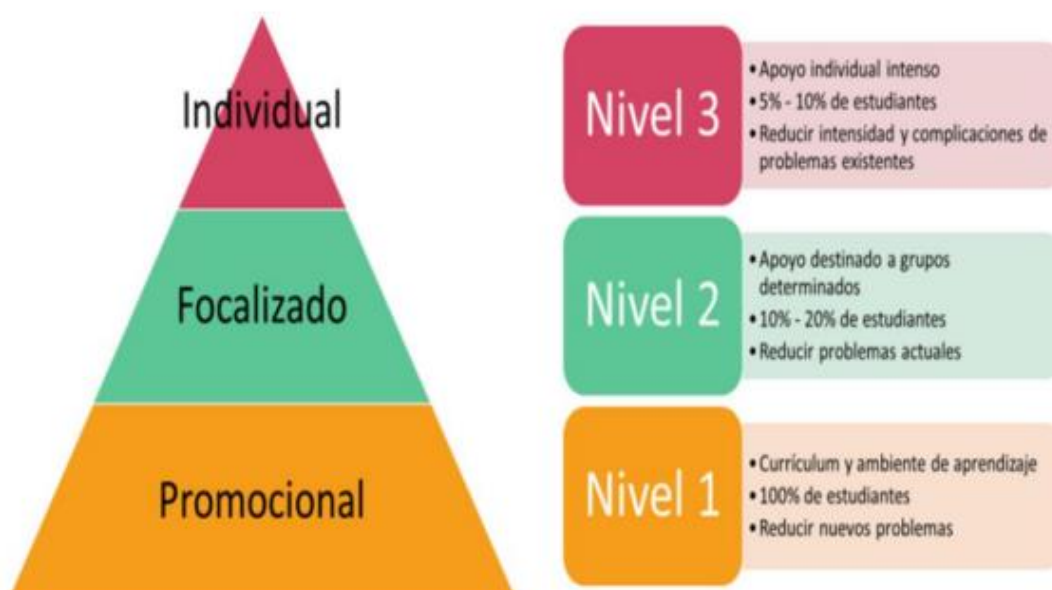 Individual
Focalizado
Promocional
Nivel 3
• Apoyo individual intenso
• 5% - 10% de estudiantes
• Reducir intensidad y complicaciones de
problemas existentes
Nivel 2
• Apoyo destinado a grupos
determinados
• 10% - 20% de estudiantes
• Reducir problemas actuales
Nivel 1
• Currículum y ambiente de aprendizaje
• 100% de estudiantes
• Reducir nuevos problemas